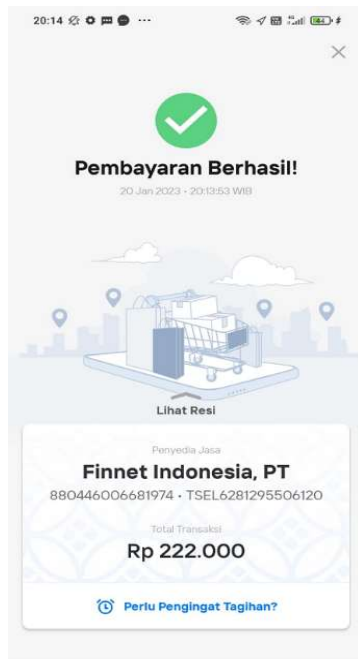 20:14
Pembayaran Berhasil!
20 Jan 2023 • 20:13:53 WIB
Lihat Resi
Penyedia Jasa
Finnet Indonesia, PT
880446006681974 • TSEL6281295506120
Total Transaksi
Rp 222.000
Perlu Pengingat Tagihan?